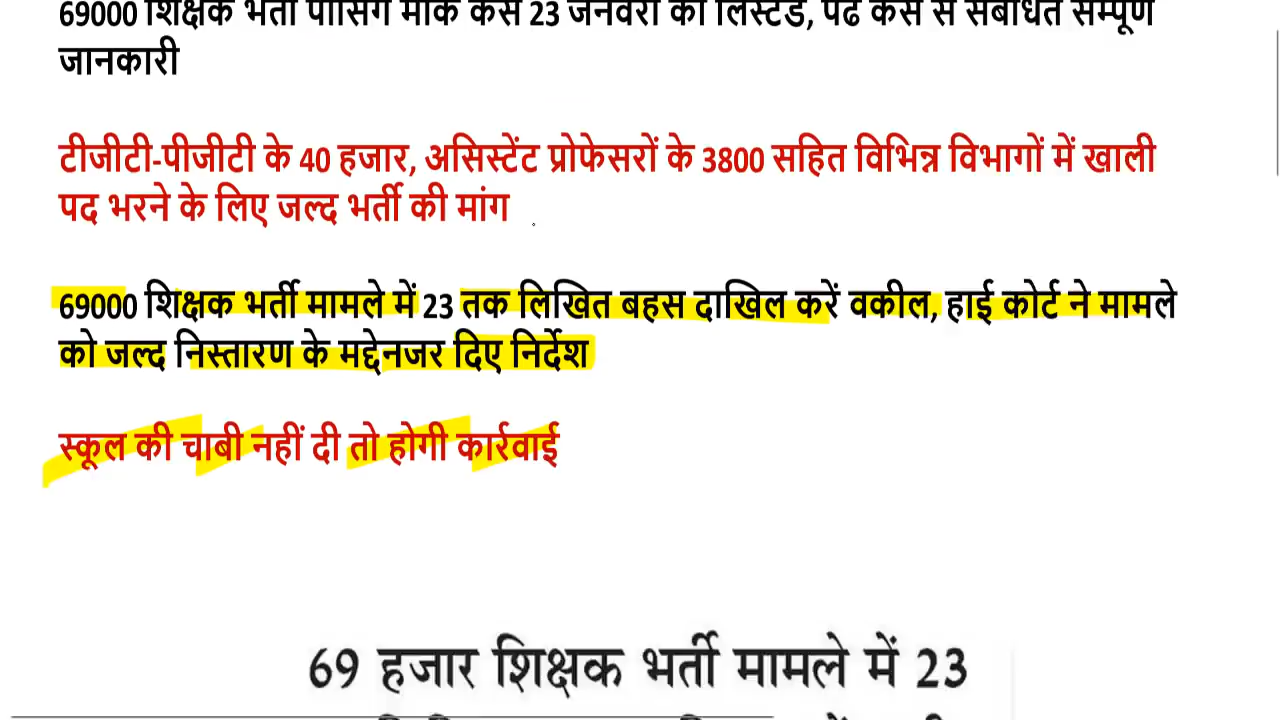 69000 शिक्षक भर्ती पासिंग मार्क केस 23 जनवरी को लिस्टेड, पढ़ें केस से संबंधित सम्पूर्ण
जानकारी
टीजीटी-पीजीटी के 40 हजार, असिस्टेंट प्रोफेसरों के 3800 सहित विभिन्न विभागों में खाली
पद भरने के लिए जल्द भर्ती की मांग
69000 शिक्षक भर्ती मामले में 23 तक लिखित बहस दाखिल करें वकील, हाई कोर्ट ने मामले
को जल्द निस्तारण के मद्देनजर दिए निर्देश
स्कूल की चाबी नहीं दी तो होगी कार्रवाई
69 हजार शिक्षक भर्ती मामले में 23